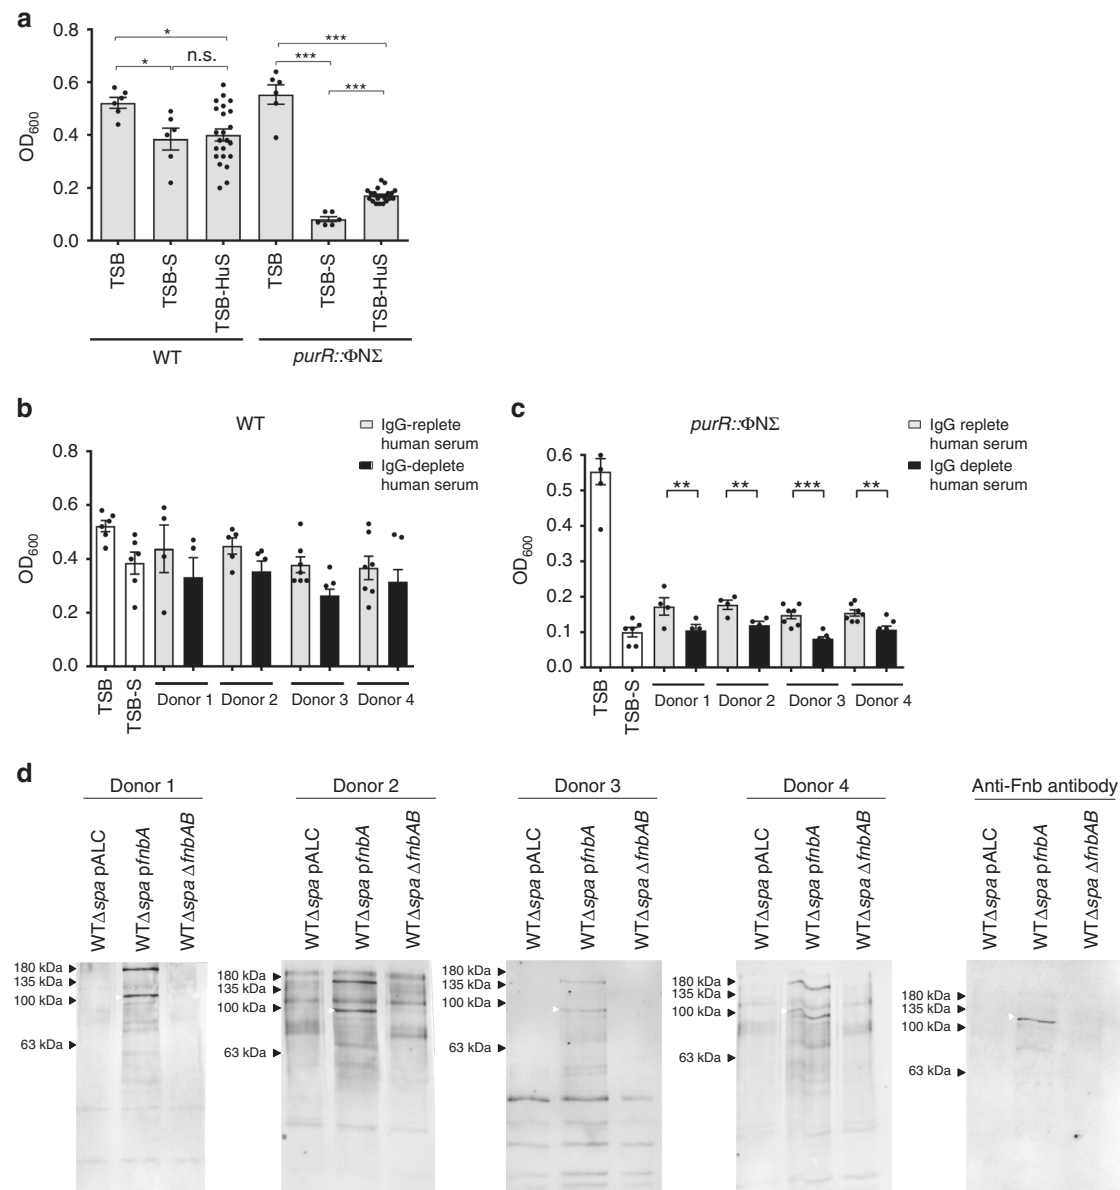 a
0.8
0.6
0.4
0.2
0.0
OD600
*
*
n.s.
***
***
***
TSB
TSB-S
TSB-HuS
TSB
TSB-S
TSB-HuS
WT
purR::ΦNΣ
b
WT
IgG-replete
human serum
IgG-deplete
human serum
0.8
0.6
0.4
0.2
0.0
OD600
TSB
TSB-S
Donor 1
Donor 2
Donor 3
Donor 4
c
purR::ΦNΣ
IgG replete
human serum
IgG deplete
human serum
0.6
0.5
0.4
0.3
0.2
0.1
0.0
OD600
**
**
***
**
TSB
TSB-S
Donor 1
Donor 2
Donor 3
Donor 4
d
Donor 1
WTΔspa pALC
WTΔspa pfnbA
WTΔspa ΔfnbAB
180 kDa
135 kDa
100 kDa
63 kDa
Donor 2
WTΔspa pALC
WTΔspa pfnbA
WTΔspa ΔfnbAB
180 kDa
135 kDa
100 kDa
63 kDa
Donor 3
WTΔspa pALC
WTΔspa pfnbA
WTΔspa ΔfnbAB
180 kDa
135 kDa
100 kDa
63 kDa
Donor 4
WTΔspa pALC
WTΔspa pfnbA
WTΔspa ΔfnbAB
180 kDa
135 kDa
100 kDa
63 kDa
Anti-Fnb antibody
WTΔspa pALC
WTΔspa pfnbA
WTΔspa ΔfnbAB
180 kDa
135 kDa
100 kDa
63 kDa